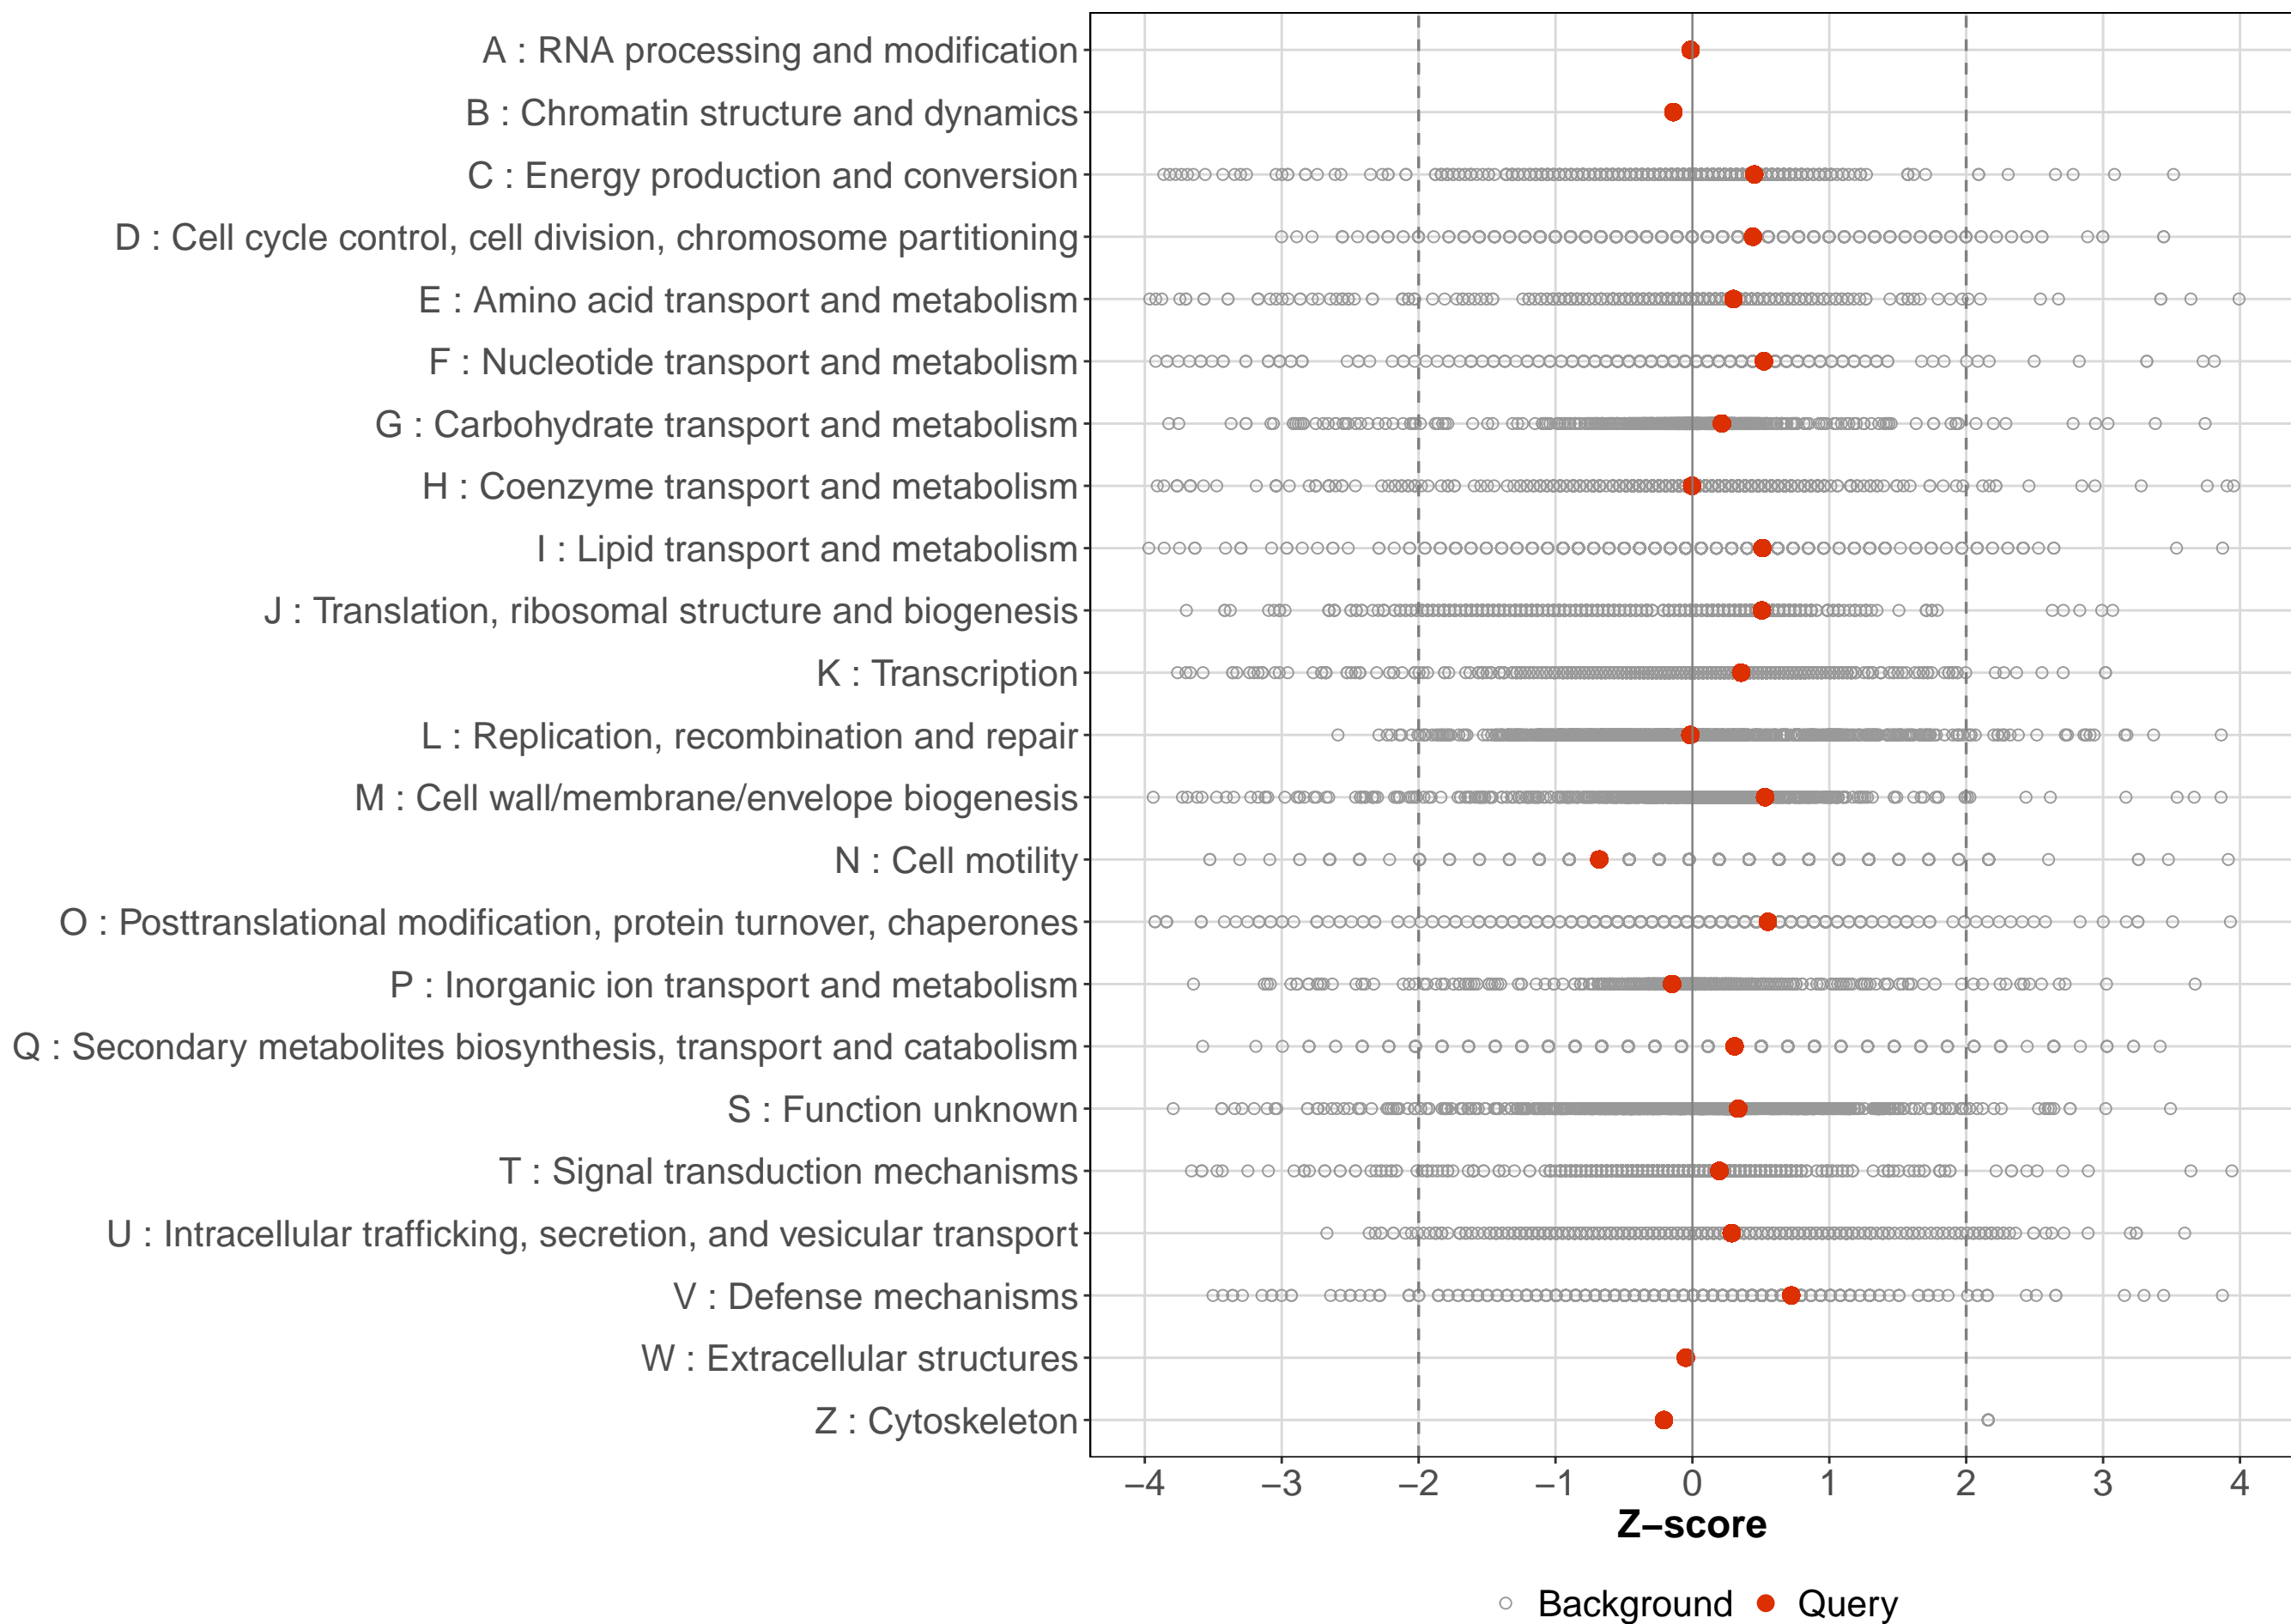 A : RNA processing and modification
B : Chromatin structure and dynamics
C : Energy production and conversion
D : Cell cycle control, cell division, chromosome partitioning
E : Amino acid transport and metabolism
F : Nucleotide transport and metabolism
G : Carbohydrate transport and metabolism
H : Coenzyme transport and metabolism
I : Lipid transport and metabolism
J : Translation, ribosomal structure and biogenesis
K : Transcription
L : Replication, recombination and repair
M : Cell wall/membrane/envelope biogenesis
N : Cell motility
O : Posttranslational modification, protein turnover, chaperones
P : Inorganic ion transport and metabolism
Q : Secondary metabolites biosynthesis, transport and catabolism
S : Function unknown
T : Signal transduction mechanisms
U : Intracellular trafficking, secretion, and vesicular transport
V : Defense mechanisms
W : Extracellular structures
Z : Cytoskeleton
−4 −3 −2 −1 0 1 2 3 4
Z−score
Background Query